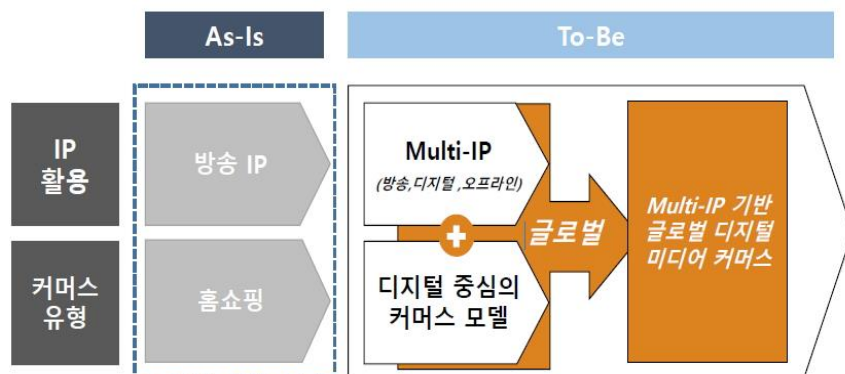 As-Is
To-Be
IP
활용
방송 IP
Multi-IP
(방송,디지털 ,오프라인)
+
글로벌
Multi-IP 기반
글로벌 디지털
미디어 커머스
커머스
유형
홈쇼핑
디지털 중심의
커머스 모델